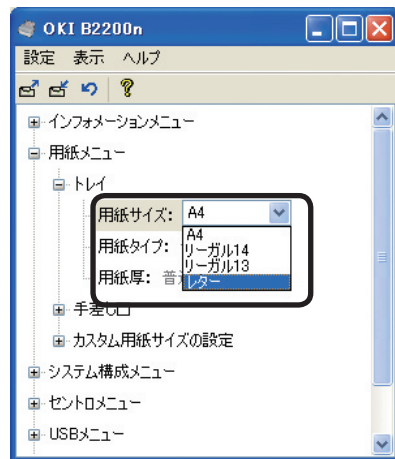 OKI B2200n
設定 表示 ヘルプ
インフォメーションメニュー
用紙メニュー
トレイ
用紙サイズ: A4
A4
リーガル14
リーガル13
レター
用紙タイプ:
用紙厚: 普
手差し口
カスタム用紙サイズの設定
システム構成メニュー
セントロメニュー
USBメニュー